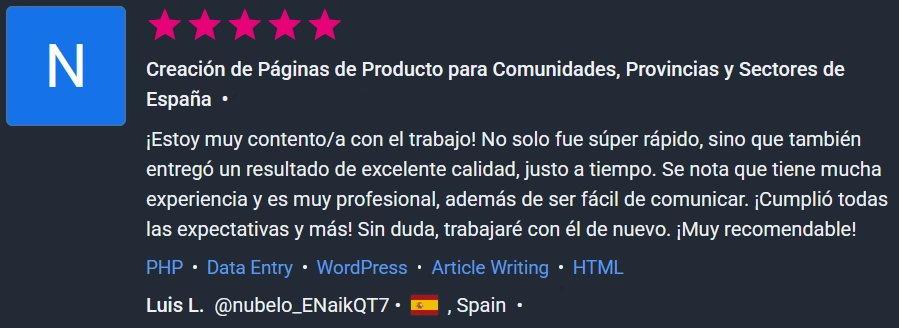 N
Creación de Páginas de Producto para Comunidades, Provincias y Sectores de
España •
¡Estoy muy contento/a con el trabajo! No solo fue súper rápido, sino que también
entregó un resultado de excelente calidad, justo a tiempo. Se nota que tiene mucha
experiencia y es muy profesional, además de ser fácil de comunicar. ¡Cumplió todas
las expectativas y más! Sin duda, trabajaré con él de nuevo. ¡Muy recomendable!
PHP • Data Entry • WordPress • Article Writing • HTML
Luis L. @nubelo_ENaikQT7 • , Spain •